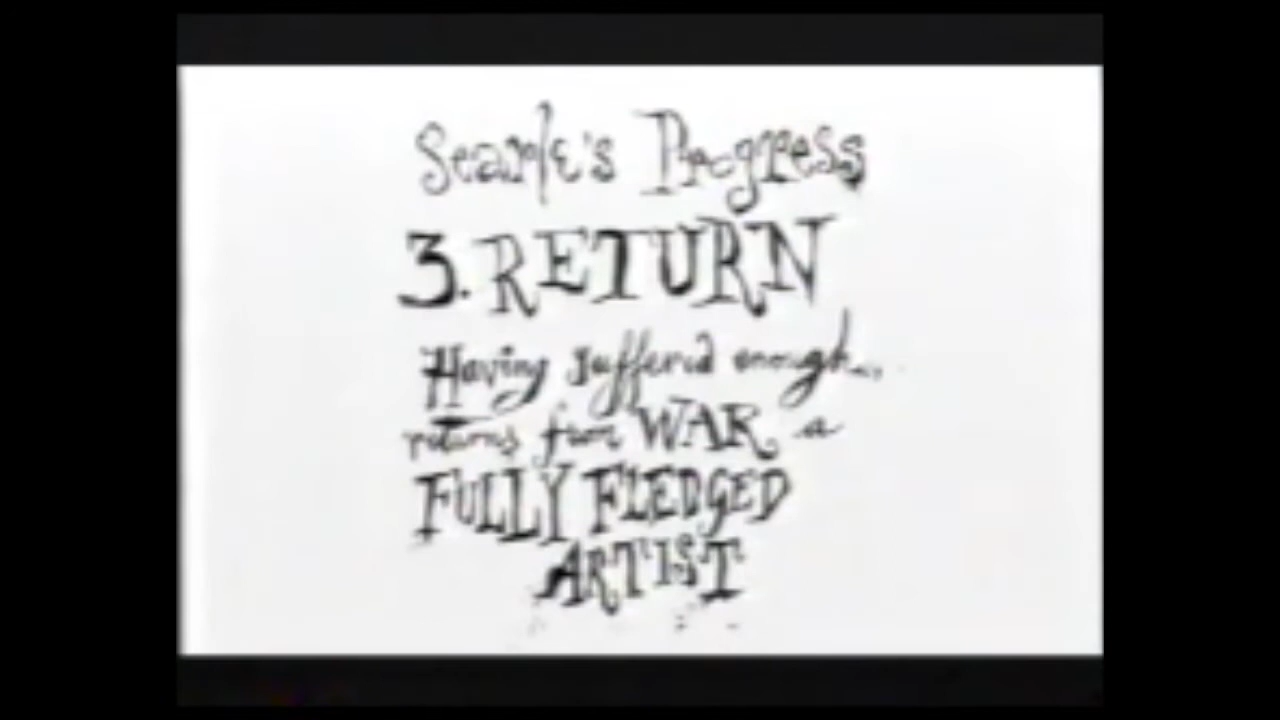 Searle's Progress
3. RETURN
Having suffered enough...
returns from WAR a
FULLY FLEDGED
ARTIST